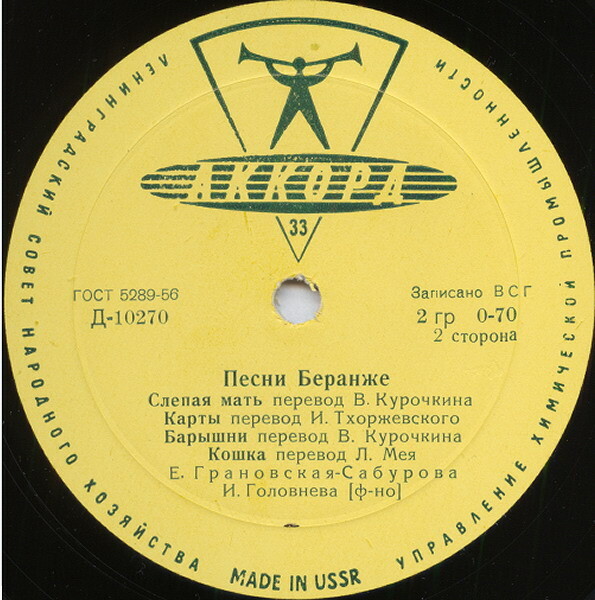 ЛЕНИНГРАДСКИЙ СОВЕТ НАРОДНОГО ХОЗЯЙСТВА
УПРАВЛЕНИЕ ХИМИЧЕСКОЙ ПРОМЫШЛЕННОСТИ
АККОРД
33
ГОСТ 5289-56
Д-10270
Записано ВСГ
2 гр 0-70
2 сторона
Песни Беранже
Слепая мать перевод В. Курочкина
Карты перевод И. Тхоржевского
Барышни перевод В. Курочкина
Кошка перевод Л. Мея
Е. Грановская-Сабурова
И. Головнева [ф-но]
MADE IN USSR